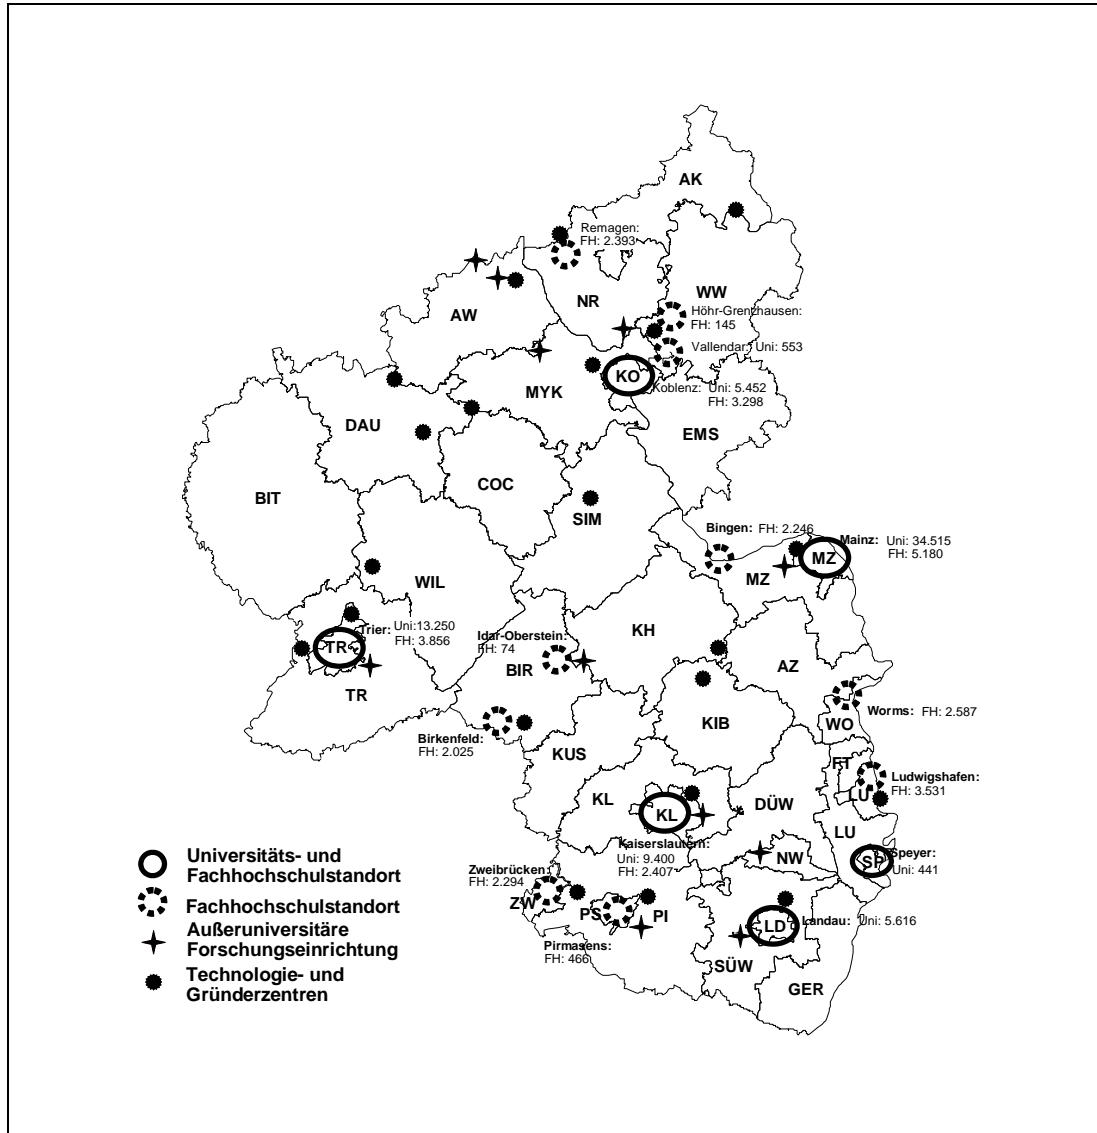 AK
Remagen:
FH: 2.393
NR
WW
AW
Höhr-Grenzhausen:
FH: 145
Vallendar: Uni: 553
KO
MYK
Koblenz: Uni: 5.452
FH: 3.298
DAU
EMS
COC
BIT
SIM
Bingen: FH: 2.246
Mainz: Uni: 34.515
FH: 5.180
MZ
MZ
WIL
KH
Trier: Uni:13.250
FH: 3.856
TR
Idar-Oberstein:
FH: 74
BIR
AZ
TR
Worms: FH: 2.587
WO
KIB
Birkenfeld:
FH: 2.025
KUS
FT
Ludwigshafen:
FH: 3.531
LU
KL
KL
DÜW
LU
Kaiserslautern:
Uni: 9.400
FH: 2.407
NW
SP
Speyer:
Uni: 441
Zweibrücken:
FH: 2.294
ZW
PS
PI
LD
Landau: Uni: 5.616
Pirmasens:
FH: 466
SÜW
GER
Universitäts- und
Fachhochschulstandort
Fachhochschulstandort
Außeruniversitäre
Forschungseinrichtung
Technologie- und
Gründerzentren